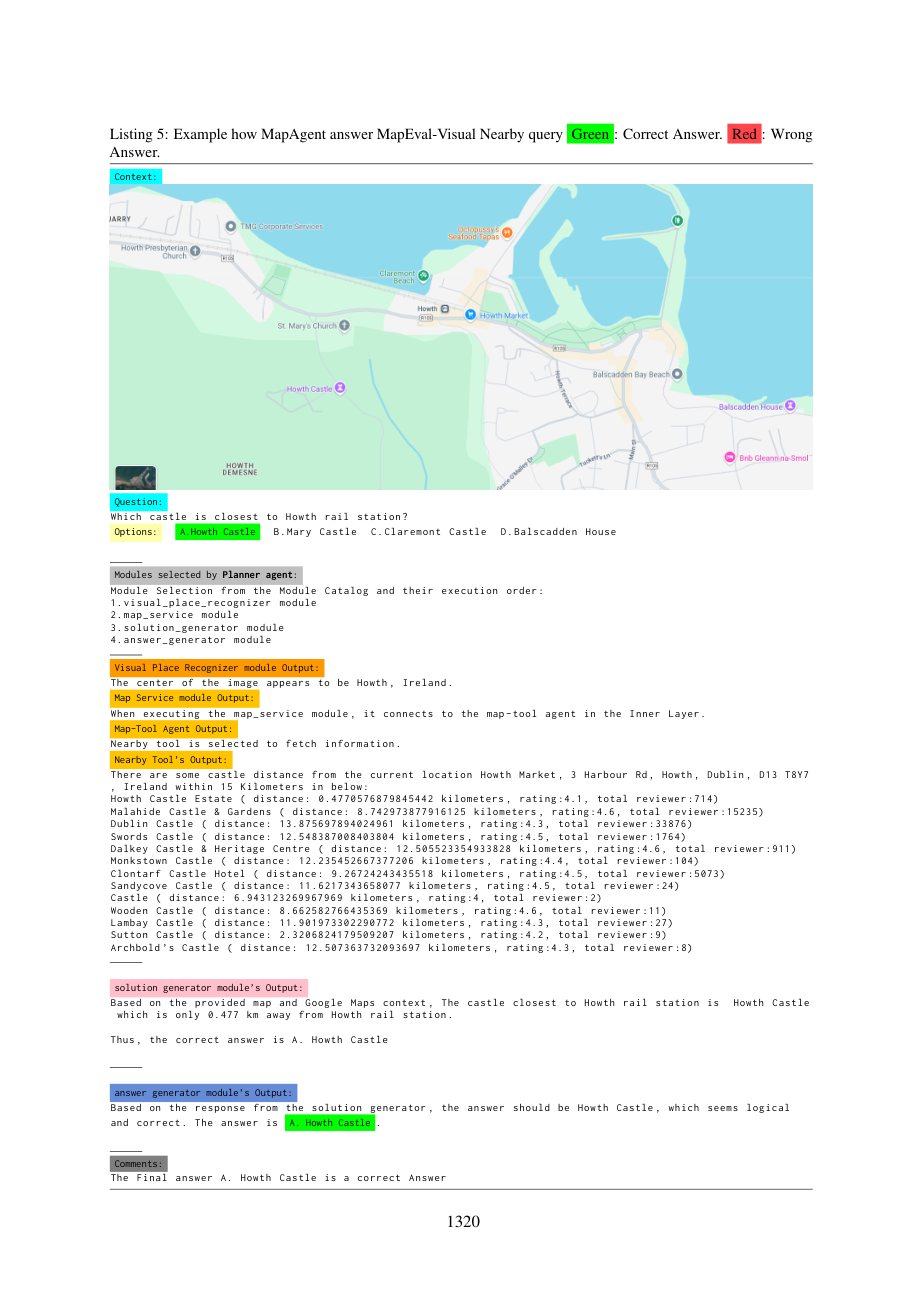 Listing 5: Example how MapAgent answer MapEval-Visual Nearby query Green : Correct Answer. Red : Wrong
Answer.
Context:
JARRY
TMG Corporate Services
Octopussy's
Seafood Tapas
Howth Presbyterian
Church
R105
Claremont
Beach
Howth
R105
Howth Market
St. Mary's Church
R105
Howth Castle
Howth Terrace
Balscadden Bay Beach
Balscadden House
HOWTH
DEMESNE
Grace O'Malley Dr
Tuckett's Ln
Main St
R105
Bnb Gleann-na-Smol
Question:
Which castle is closest to Howth rail station?
Options: A.Howth Castle B.Mary Castle C.Claremont Castle D.Balscadden House
Modules selected by Planner agent:
Module Selection from the Module Catalog and their execution order:
1.visual_place_recognizer module
2.map_service module
3.solution_generator module
4.answer_generator module
Visual Place Recognizer module Output:
The center of the image appears to be Howth, Ireland.
Map Service module Output:
When executing the map_service module, it connects to the map-tool agent in the Inner Layer.
Map-Tool Agent Output:
Nearby tool is selected to fetch information.
Nearby Tool's Output:
There are some castle distance from the current location Howth Market, 3 Harbour Rd, Howth, Dublin, D13 T8Y7
, Ireland within 15 Kilometers in below:
Howth Castle Estate ( distance: 0.4770576879845442 kilometers, rating:4.1, total reviewer:714)
Malahide Castle & Gardens ( distance: 8.742973877916125 kilometers, rating:4.6, total reviewer:15235)
Dublin Castle ( distance: 13.875697894024961 kilometers, rating:4.3, total reviewer:33876)
Swords Castle ( distance: 12.548387008403804 kilometers, rating:4.5, total reviewer:1764)
Dalkey Castle & Heritage Centre ( distance: 12.505523354933828 kilometers, rating:4.6, total reviewer:911)
Monkstown Castle ( distance: 12.235452667377206 kilometers, rating:4.4, total reviewer:104)
Clontarf Castle Hotel ( distance: 9.26724243435518 kilometers, rating:4.5, total reviewer:5073)
Sandycove Castle ( distance: 11.6217343658077 kilometers, rating:4.5, total reviewer:24)
Castle ( distance: 6.943123269967969 kilometers, rating:4, total reviewer:2)
Wooden Castle ( distance: 8.662582766435369 kilometers, rating:4.6, total reviewer:11)
Lambay Castle ( distance: 11.901973302290772 kilometers, rating:4.3, total reviewer:27)
Sutton Castle ( distance: 2.3206824179509207 kilometers, rating:4.2, total reviewer:9)
Archbold's Castle ( distance: 12.507363732093697 kilometers, rating:4.3, total reviewer:8)
solution generator module's Output:
Based on the provided map and Google Maps context, The castle closest to Howth rail station is Howth Castle
which is only 0.477 km away from Howth rail station.
Thus, the correct answer is A. Howth Castle
answer generator module's Output:
Based on the response from the solution generator, the answer should be Howth Castle, which seems logical
and correct. The answer is A. Howth Castle .
Comments:
The Final answer A. Howth Castle is a correct Answer
1320